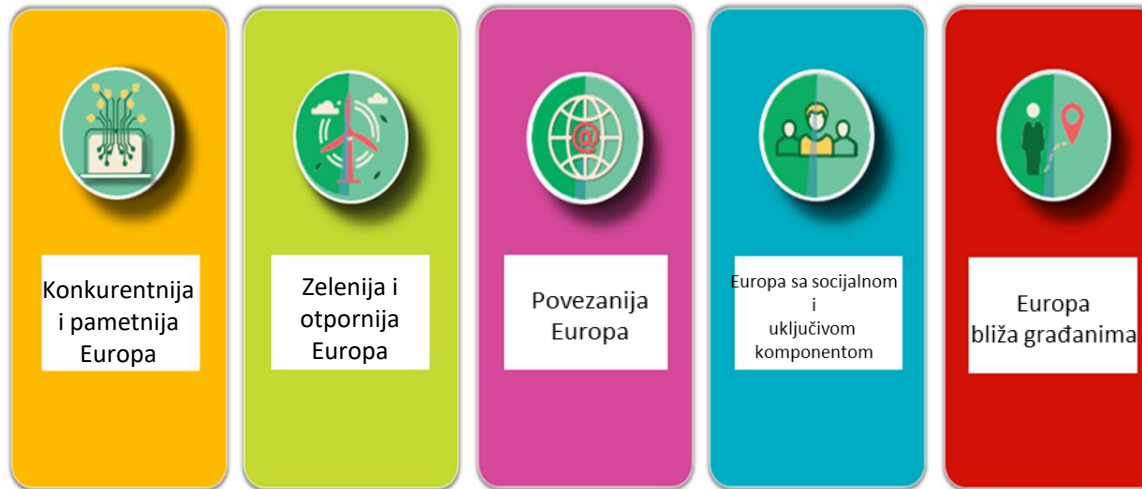 Konkurentnija
i pametnija
Europa
Zelenija i
otpornija
Europa
@
Povezanija
Europa
Europa sa socijalnom
i
uključivom
komponentom
Europa
bliža građanima